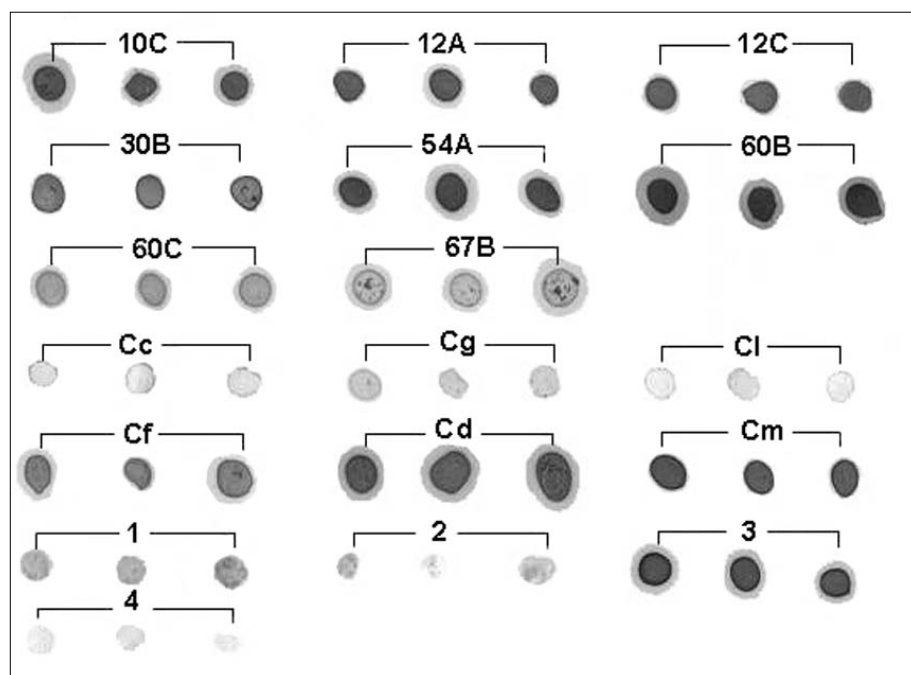 10C 12A 12C
30B 54A 60B
60C 67B
Cc Cg Cl
Cf Cd Cm
1 2 3
4